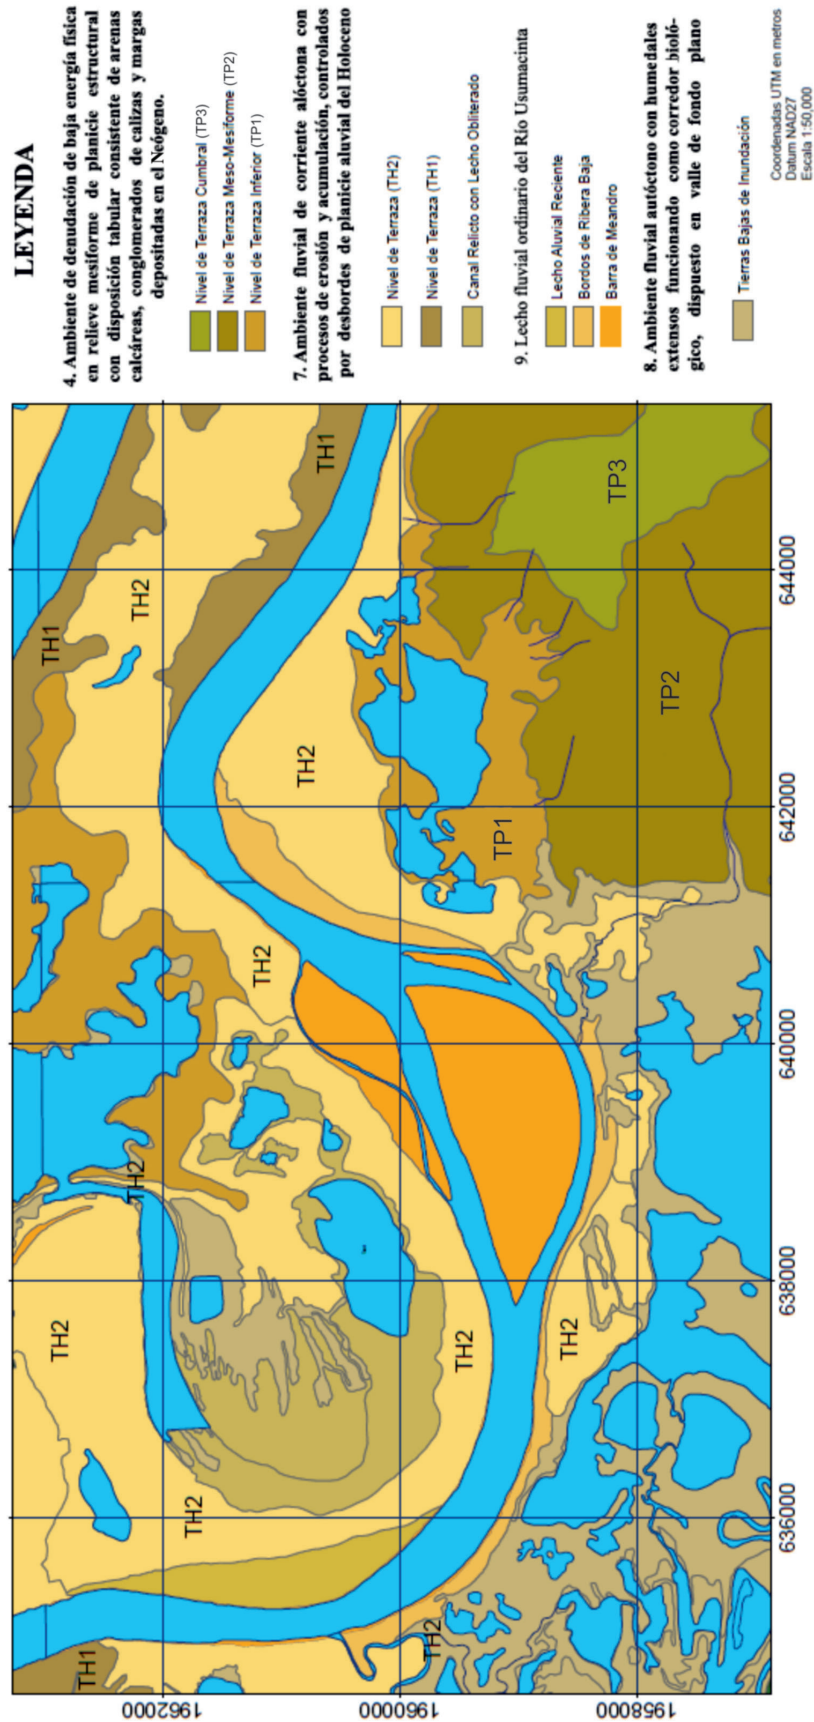 LEYENDA
4. Ambiente de denudación de baja energía física
en relieve mesiforme de planicie estructural
con disposición tabular consistente de arenas
calcáreas, conglomerados de calizas y margas
depositadas en el Neógeno.
Nivel de Terraza Cumbral (TP3)
Nivel de Terraza Meso-Mesiforme (TP2)
Nivel de Terraza Inferior (TP1)
7. Ambiente fluvial de corriente alóctona con
procesos de erosión y acumulación, controlados
por desbordes de planicie aluvial del Holoceno
Nivel de Terraza (TH2)
Nivel de Terraza (TH1)
Canal Relicto con Lecho Obliterado
9. Lecho fluvial ordinario del Río Usumacinta
Lecho Aluvial Reciente
Bordos de Ribera Baja
Barra de Meandro
8. Ambiente fluvial autóctono con humedales
extensos funcionando como corredor bioló-
gico, dispuesto en valle de fondo plano
Tierras Bajas de Inundación
Coordenadas UTM en metros
Datum NAD27
Escala 1:50,000
TH1
TH2
TH1
TH2
TH2
TH2
TH2
TH2
TH2
TH2
TH2
TH1
TH2
TP1
TP2
TP3
636000
638000
640000
642000
644000
1962000
1960000
1958000